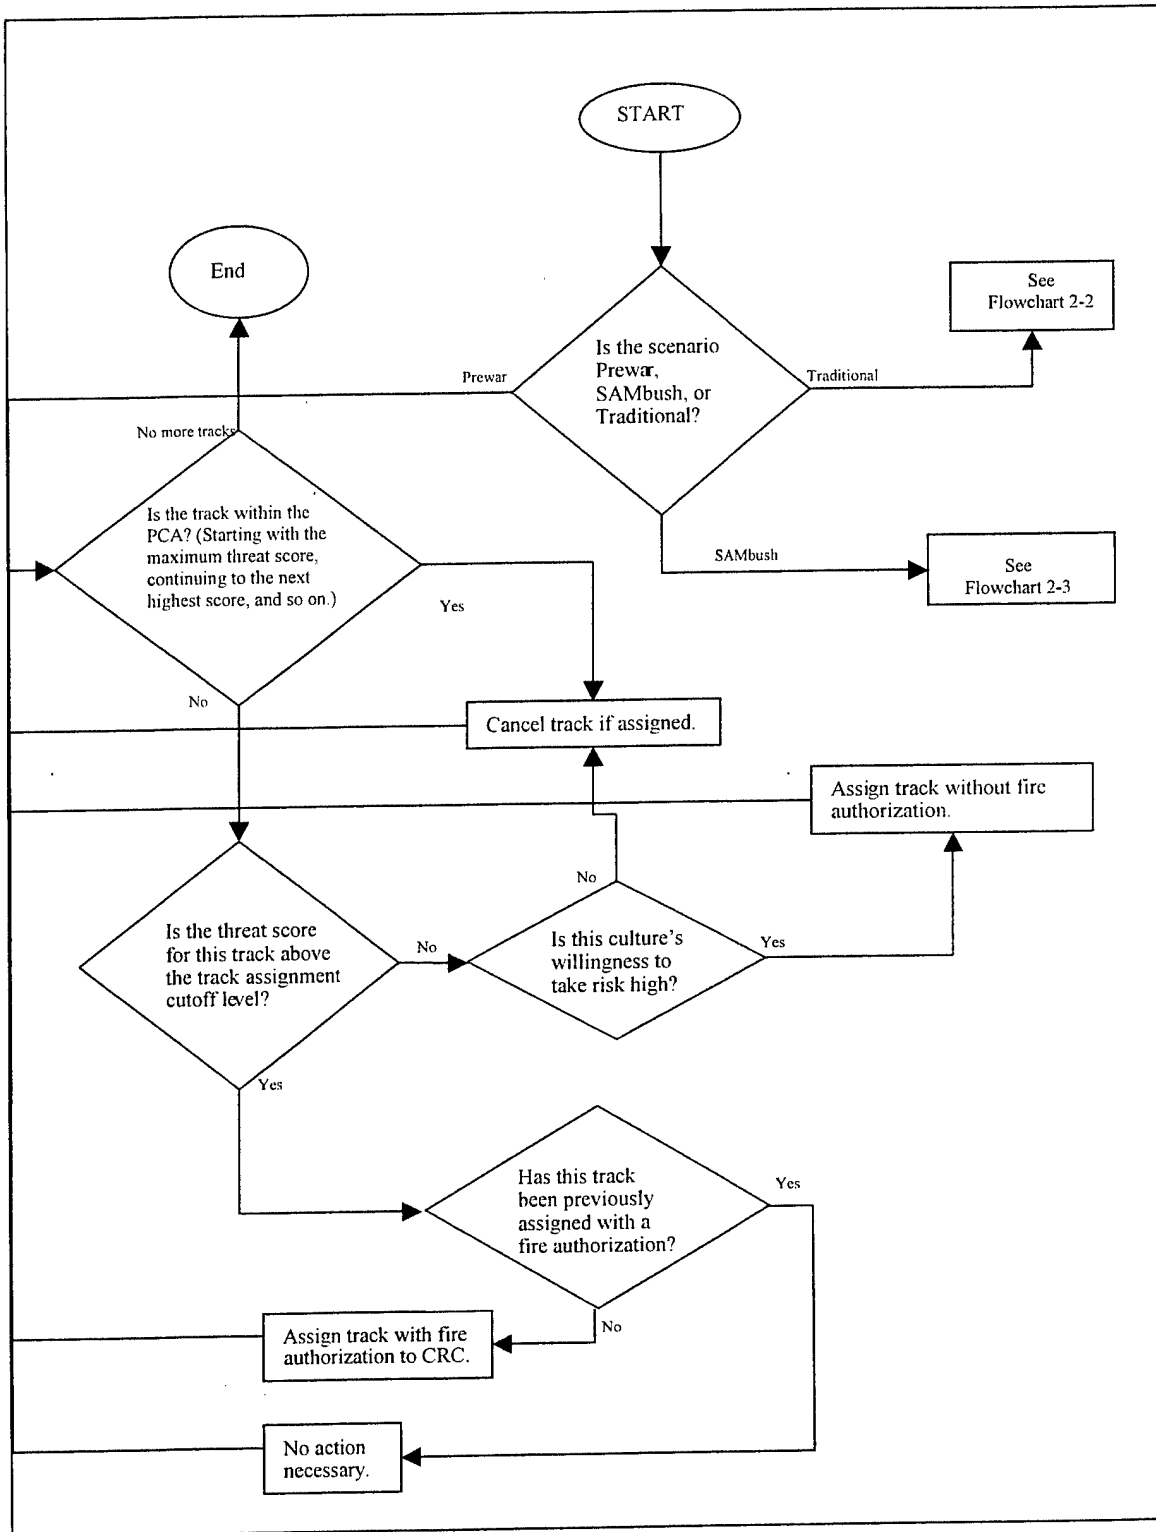 START
End
See
Flowchart 2-2
Is the scenario
Prewar,
SAMbush, or
Traditional?
Prewar
Traditional
No more tracks
Is the track within the
PCA? (Starting with the
maximum threat score,
continuing to the next
highest score, and so on.)
SAMbush
See
Flowchart 2-3
Yes
No
Cancel track if assigned.
Assign track without fire
authorization.
No
Is the threat score
for this track above
the track assignment
cutoff level?
No
Is this culture's
willingness to
take risk high?
Yes
Yes
Has this track
been previously
assigned with a
fire authorization?
Yes
No
Assign track with fire
authorization to CRC.
No action
necessary.